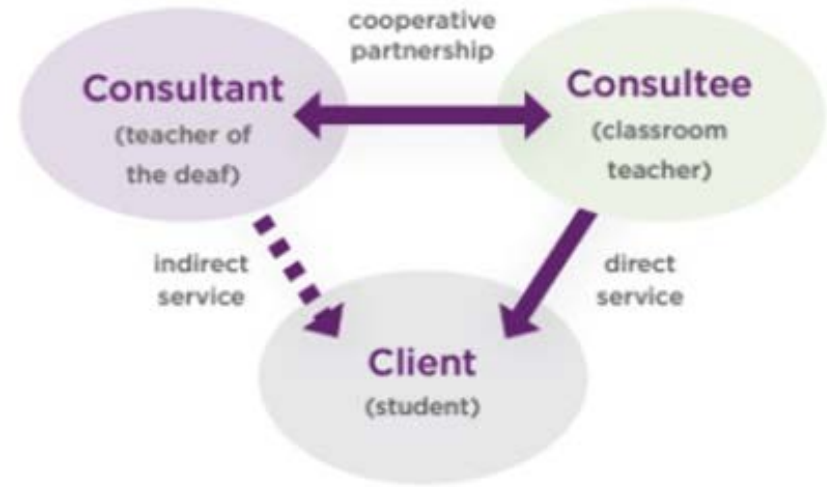 cooperative
partnership
Consultant
(teacher of
the deaf)
Consultee
(classroom
teacher)
indirect
service
direct
service
Client
(student)